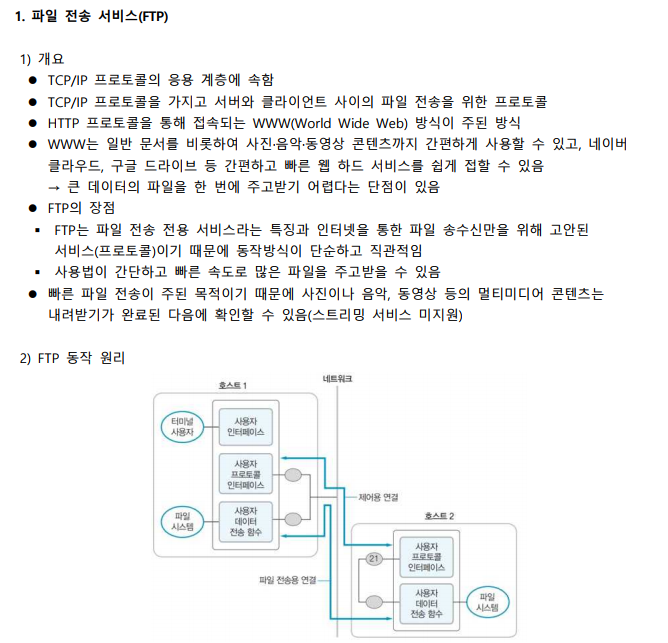 1. 파일 전송 서비스(FTP)
1) 개요
● TCP/IP 프로토콜의 응용 계층에 속함
● TCP/IP 프로토콜을 가지고 서버와 클라이언트 사이의 파일 전송을 위한 프로토콜
● HTTP 프로토콜을 통해 접속되는 WWW(World Wide Web) 방식이 주된 방식
● WWW는 일반 문서를 비롯하여 사진·음악·동영상 콘텐츠까지 간편하게 사용할 수 있고, 네이버
클라우드, 구글 드라이브 등 간편하고 빠른 웹 하드 서비스를 쉽게 접할 수 있음
→ 큰 데이터의 파일을 한 번에 주고받기 어렵다는 단점이 있음
● FTP의 장점
▪ FTP는 파일 전송 전용 서비스라는 특징과 인터넷을 통한 파일 송수신만을 위해 고안된
서비스(프로토콜)이기 때문에 동작방식이 단순하고 직관적임
▪ 사용법이 간단하고 빠른 속도로 많은 파일을 주고받을 수 있음
● 빠른 파일 전송이 주된 목적이기 때문에 사진이나 음악, 동영상 등의 멀티미디어 콘텐츠는
내려받기가 완료된 다음에 확인할 수 있음(스트리밍 서비스 미지원)
2) FTP 동작 원리
호스트 1
네트워크
터미널
사용자
사용자
인터페이스
사용자
프로토콜
인터페이스
파일
시스템
사용자
데이터
전송 함수
제어용 연결
호스트 2
21
사용자
프로토콜
인터페이스
파일 전송용 연결
사용자
데이터
전송 함수
파일
시스템